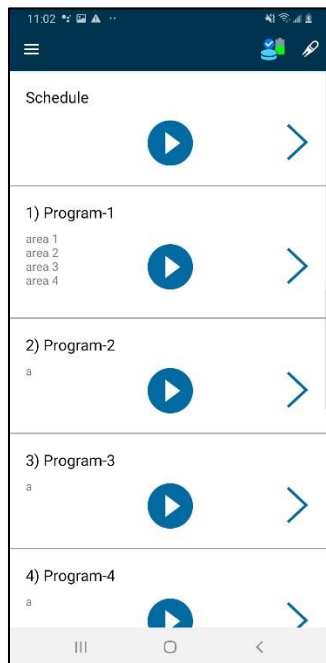 11:02
Schedule
1) Program-1
area 1
area 2
area 3
area 4
2) Program-2
a
3) Program-3
a
4) Program-4
a